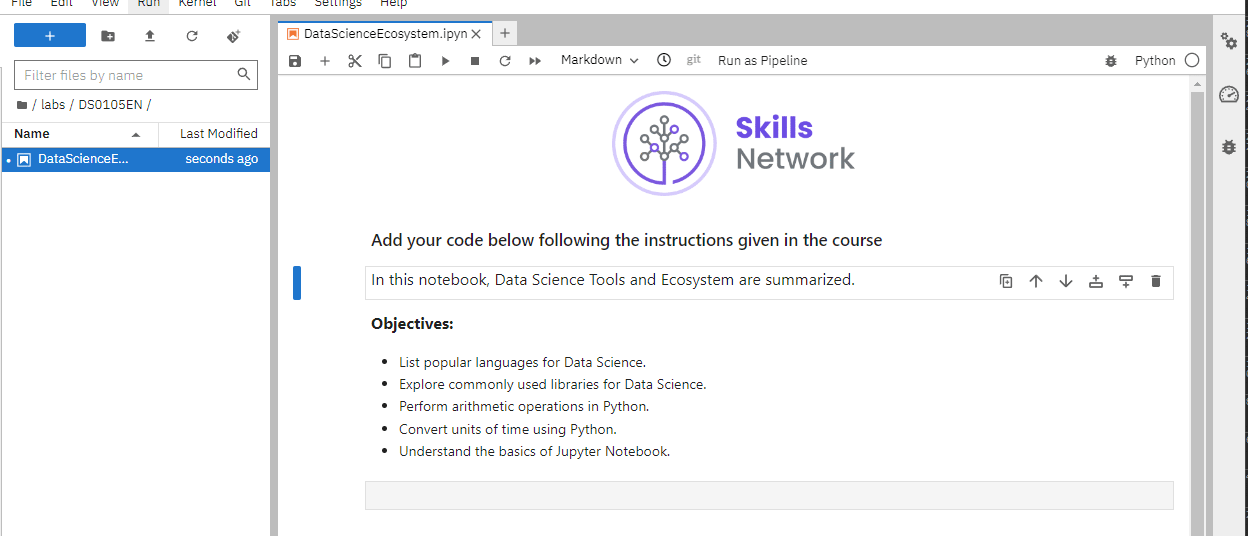 File Edit View Run Kernel Git Tabs Settings Help
DataScienceEcosystem.ipyn
Filter files by name
/ labs / DS0105EN /
Name Last Modified
DataScienceE... seconds ago
Markdown git Run as Pipeline Python
Skills
Network
Add your code below following the instructions given in the course
In this notebook, Data Science Tools and Ecosystem are summarized.
Objectives:
• List popular languages for Data Science.
• Explore commonly used libraries for Data Science.
• Perform arithmetic operations in Python.
• Convert units of time using Python.
• Understand the basics of Jupyter Notebook.